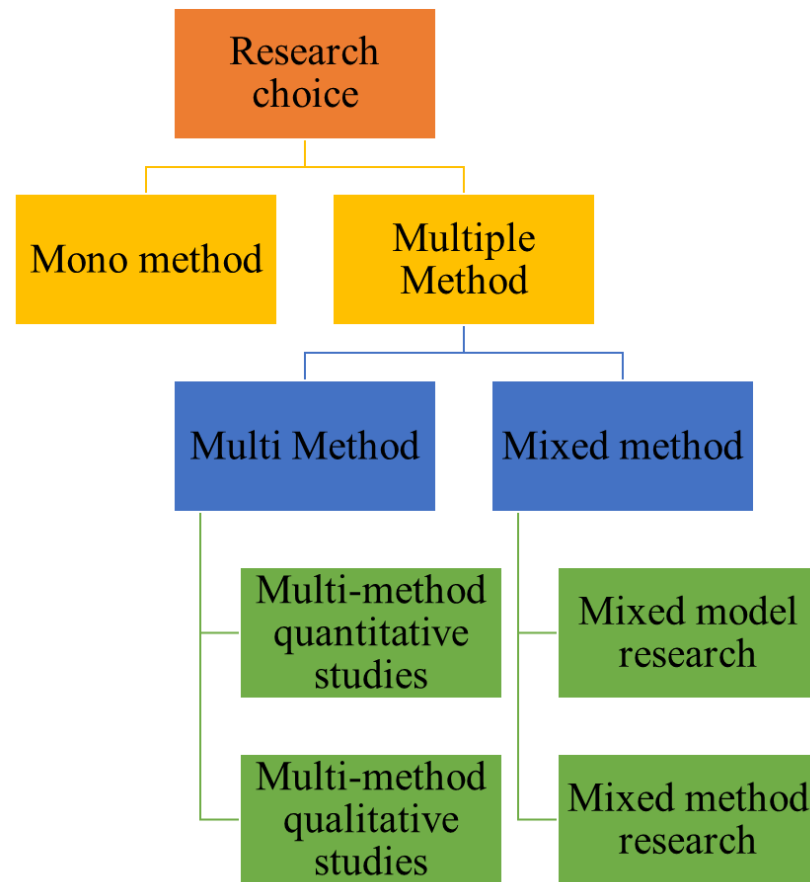 Research
choice
Mono method
Multiple
Method
Multi Method
Mixed method
Multi-method
quantitative
studies
Mixed model
research
Multi-method
qualitative
studies
Mixed method
research